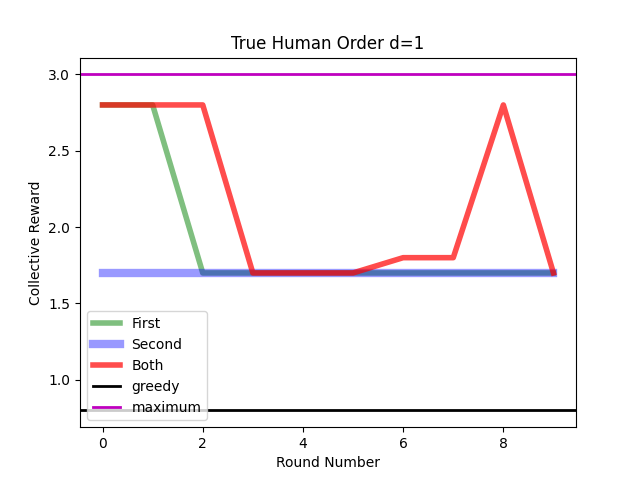 True Human Order d=1
3.0
2.5
2.0
1.5
1.0
Collective Reward
First
Second
Both
greedy
maximum
0
2
4
6
8
Round Number